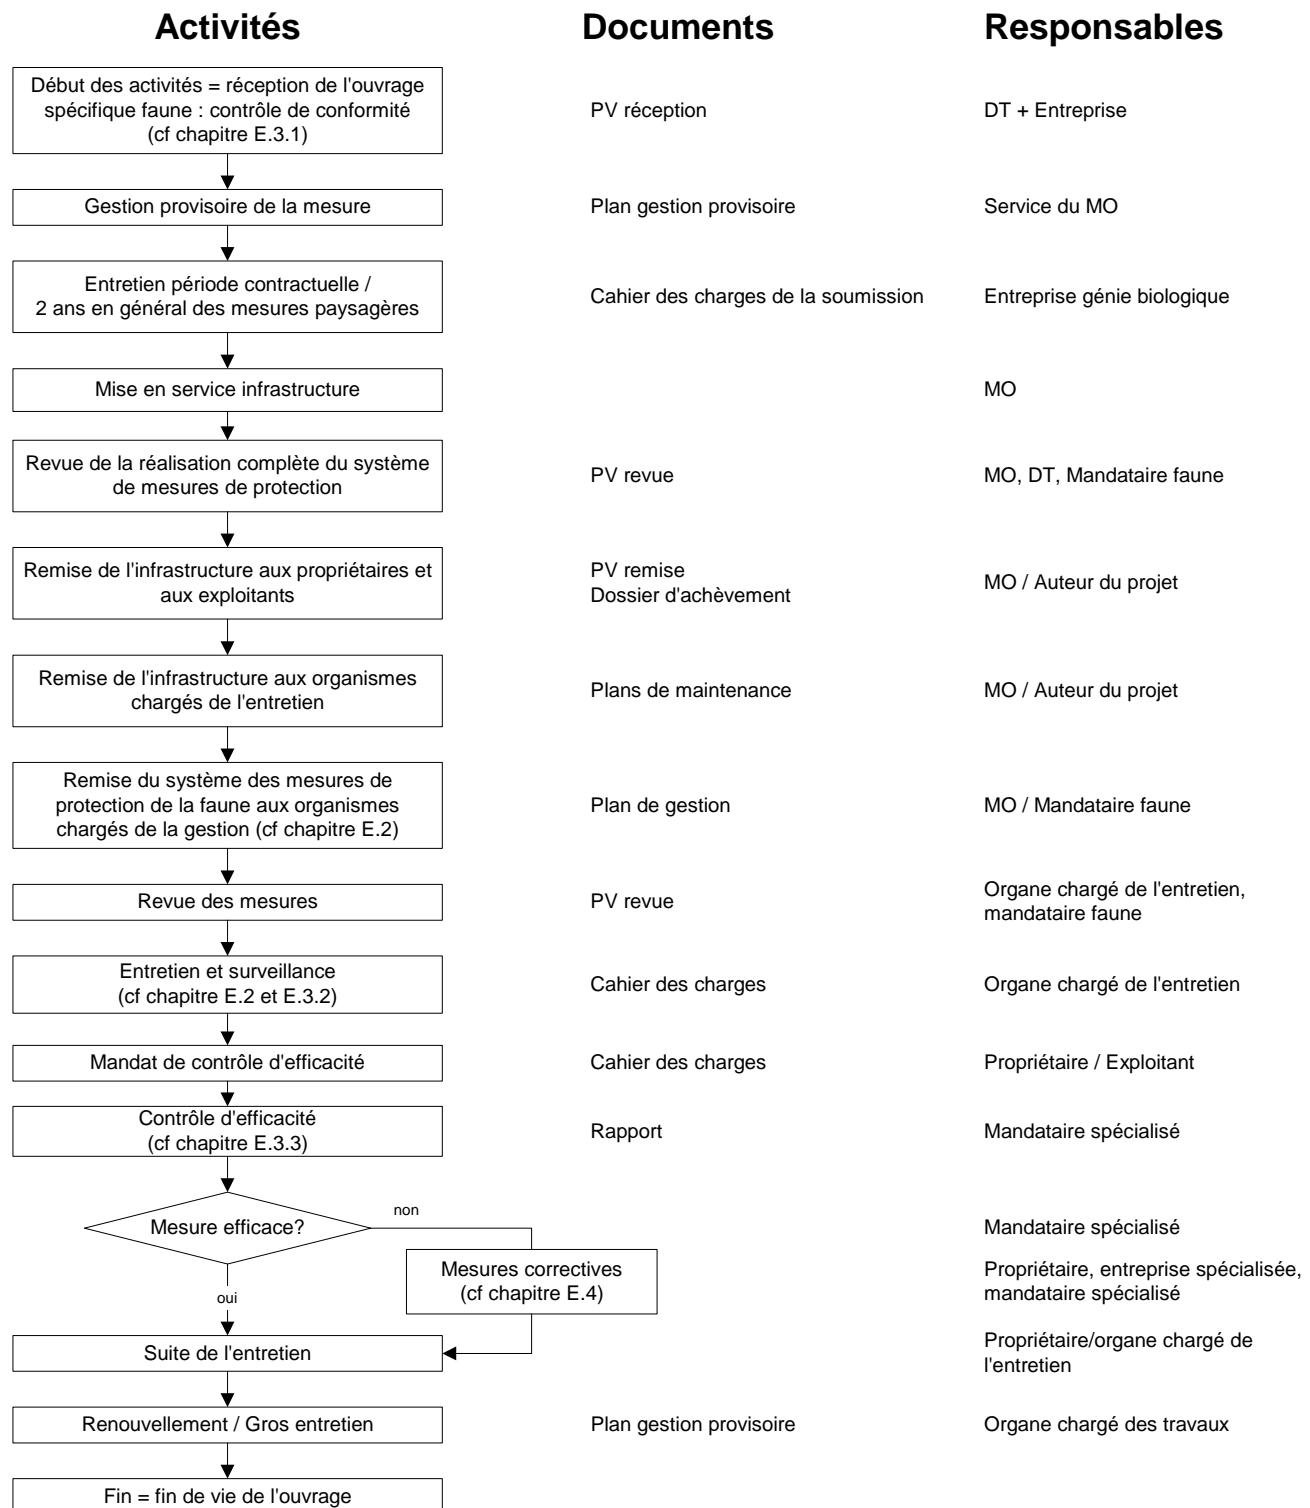 Activités Documents Responsables
Début des activités = réception de l'ouvrage
spécifique faune : contrôle de conformité
(cf chapitre E.3.1)
PV réception
DT + Entreprise
Gestion provisoire de la mesure
Plan gestion provisoire
Service du MO
Entretien période contractuelle /
2 ans en général des mesures paysagères
Cahier des charges de la soumission
Entreprise génie biologique
Mise en service infrastructure
MO
Revue de la réalisation complète du système
de mesures de protection
PV revue
MO, DT, Mandataire faune
Remise de l'infrastructure aux propriétaires et
aux exploitants
PV remise
Dossier d'achèvement
MO / Auteur du projet
Remise de l'infrastructure aux organismes
chargés de l'entretien
Plans de maintenance
MO / Auteur du projet
Remise du système des mesures de
protection de la faune aux organismes
chargés de la gestion (cf chapitre E.2)
Plan de gestion
MO / Mandataire faune
Revue des mesures
PV revue
Organe chargé de l'entretien,
mandataire faune
Entretien et surveillance
(cf chapitre E.2 et E.3.2)
Cahier des charges
Organe chargé de l'entretien
Mandat de contrôle d'efficacité
Cahier des charges
Propriétaire / Exploitant
Contrôle d'efficacité
(cf chapitre E.3.3)
Rapport
Mandataire spécialisé
Mesure efficace?
non
Mandataire spécialisé
Mesures correctives
(cf chapitre E.4)
Propriétaire, entreprise spécialisée,
mandataire spécialisé
oui
Suite de l'entretien
Propriétaire/organe chargé de
l'entretien
Renouvellement / Gros entretien
Plan gestion provisoire
Organe chargé des travaux
Fin = fin de vie de l'ouvrage